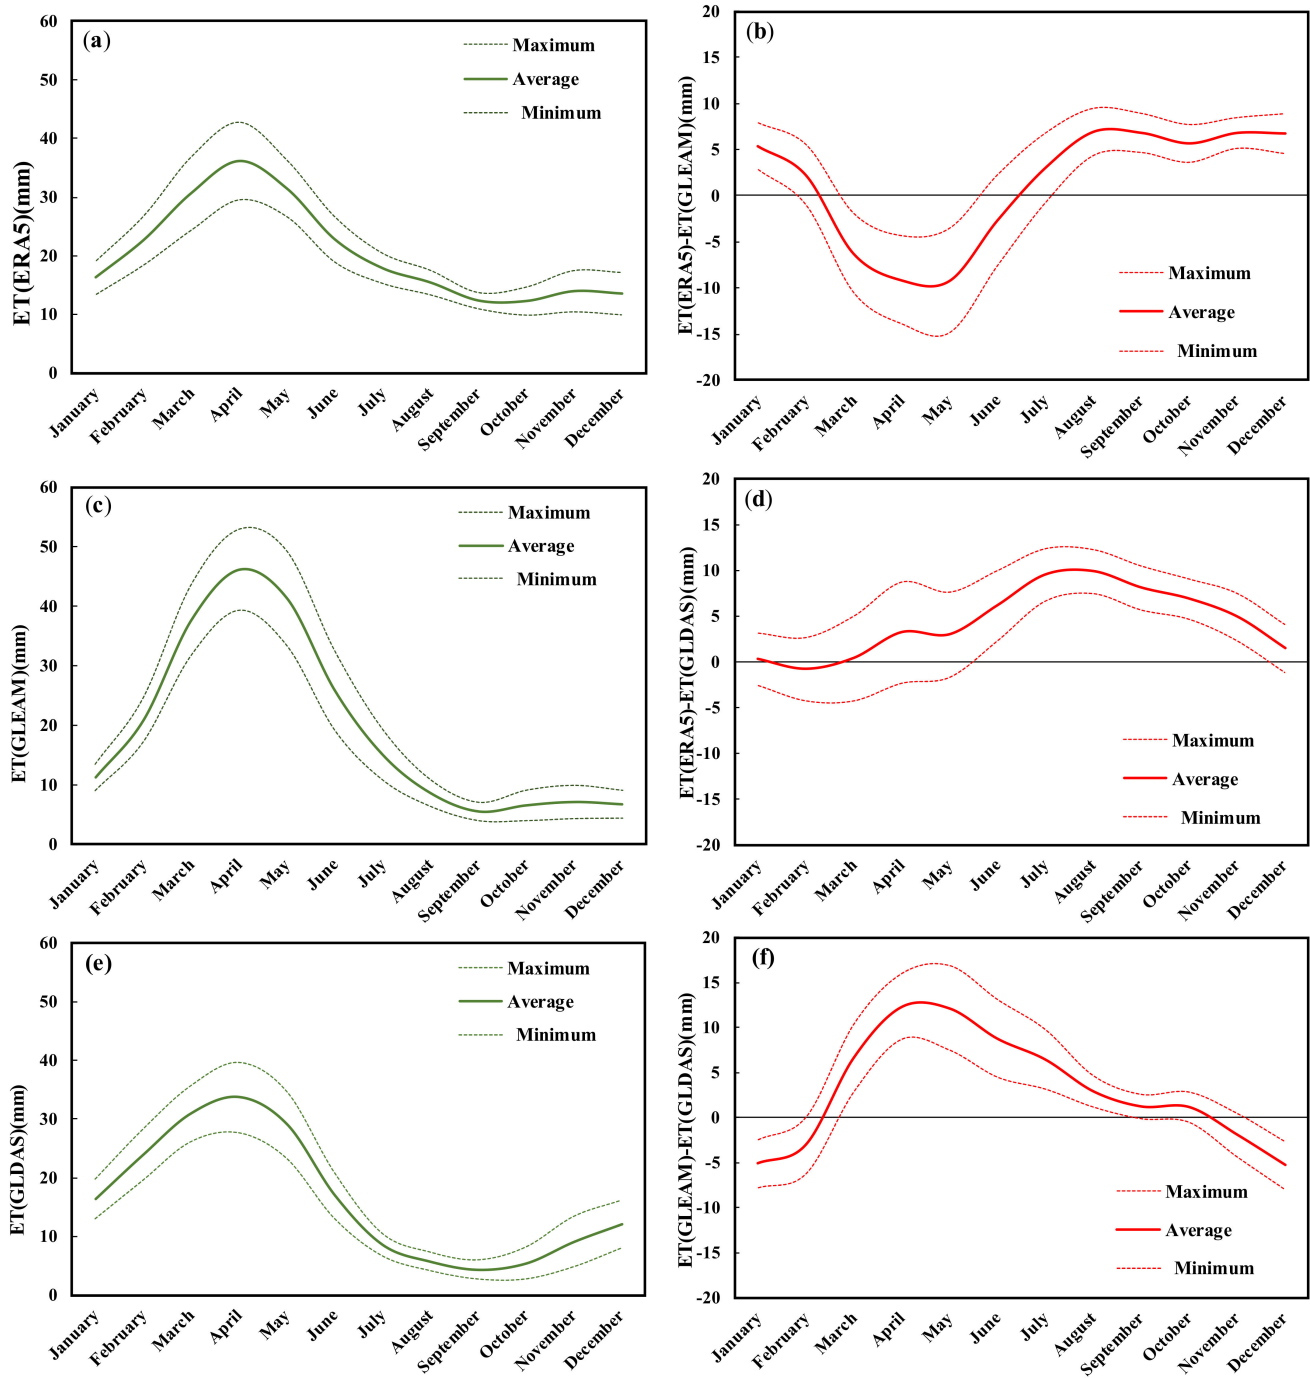 (a)
ET(ERA5)(mm)
60
50
40
30
20
10
0
Maximum
Average
Minimum
January
February
March
April
May
June
July
August
September
October
November
December
(b)
ET(ERA5)-ET(GLEAM)(mm)
20
15
10
5
0
-5
-10
-15
-20
Maximum
Average
Minimum
January
February
March
April
May
June
July
August
September
October
November
December
(c)
ET(GLEAM)(mm)
60
50
40
30
20
10
0
Maximum
Average
Minimum
January
February
March
April
May
June
July
August
September
October
November
December
(d)
ET(ERA5)-ET(GLDAS)(mm)
20
15
10
5
0
-5
-10
-15
-20
Maximum
Average
Minimum
January
February
March
April
May
June
July
August
September
October
November
December
(e)
ET(GLDAS)(mm)
60
50
40
30
20
10
0
Maximum
Average
Minimum
January
February
March
April
May
June
July
August
September
October
November
December
(f)
ET(GLEAM)-ET(GLDAS)(mm)
20
15
10
5
0
-5
-10
-15
-20
Maximum
Average
Minimum
January
February
March
April
May
June
July
August
September
October
November
December